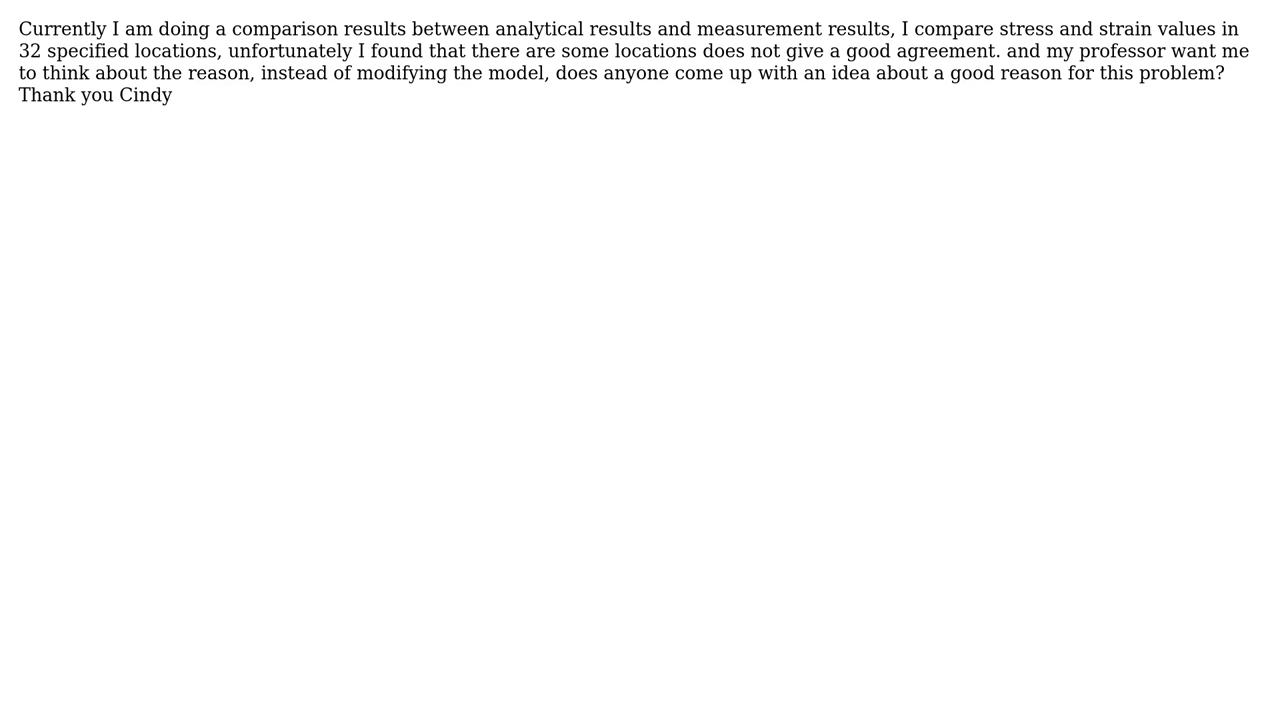 Currently I am doing a comparison results between analytical results and measurement results, I compare stress and strain values in
32 specified locations, unfortunately I found that there are some locations does not give a good agreement. and my professor want me
to think about the reason, instead of modifying the model, does anyone come up with an idea about a good reason for this problem?
Thank you Cindy